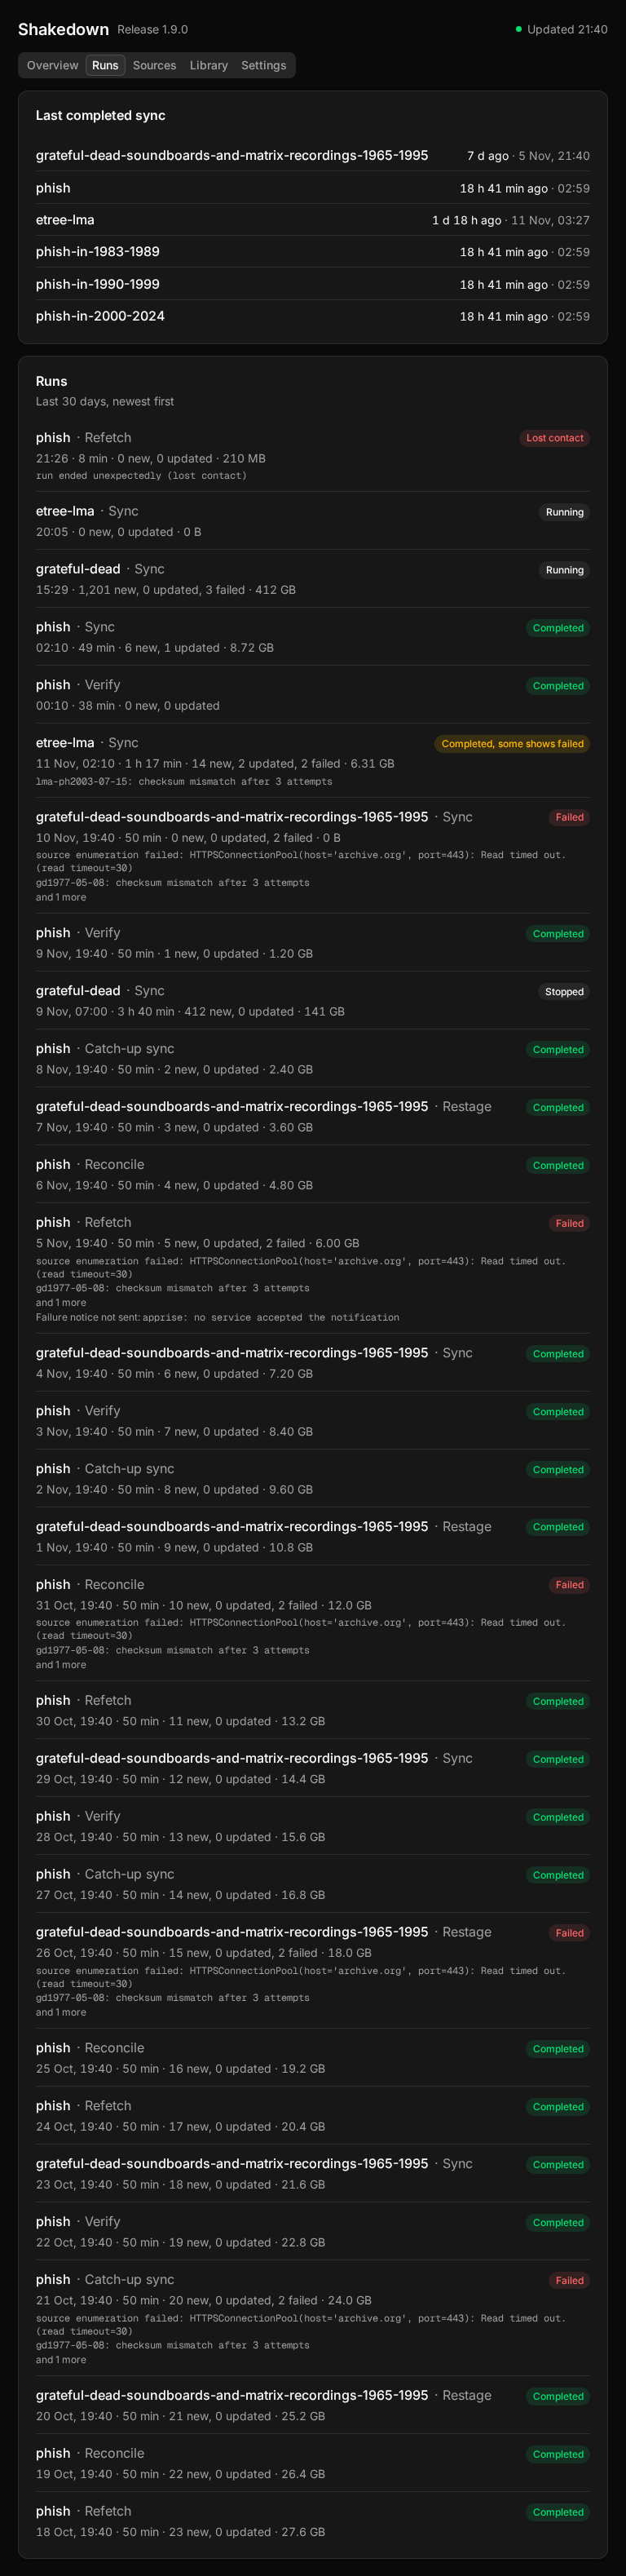 Shakedown Release 1.9.0 Updated 21:40
Overview Runs Sources Library Settings
Last completed sync
grateful-dead-soundboards-and-matrix-recordings-1965-1995 7 d ago · 5 Nov, 21:40
phish 18 h 41 min ago · 02:59
etree-lma 1 d 18 h ago · 11 Nov, 03:27
phish-in-1983-1989 18 h 41 min ago · 02:59
phish-in-1990-1999 18 h 41 min ago · 02:59
phish-in-2000-2024 18 h 41 min ago · 02:59
Runs
Last 30 days, newest first
phish · Refetch Lost contact
21:26 · 8 min · 0 new, 0 updated · 210 MB
run ended unexpectedly (lost contact)
etree-lma · Sync Running
20:05 · 0 new, 0 updated · 0 B
grateful-dead · Sync Running
15:29 · 1,201 new, 0 updated, 3 failed · 412 GB
phish · Sync Completed
02:10 · 49 min · 6 new, 1 updated · 8.72 GB
phish · Verify Completed
00:10 · 38 min · 0 new, 0 updated
etree-lma · Sync Completed, some shows failed
11 Nov, 02:10 · 1 h 17 min · 14 new, 2 updated, 2 failed · 6.31 GB
lma-ph2003-07-15: checksum mismatch after 3 attempts
grateful-dead-soundboards-and-matrix-recordings-1965-1995 · Sync Failed
10 Nov, 19:40 · 50 min · 0 new, 0 updated, 2 failed · 0 B
source enumeration failed: HTTPSConnectionPool(host='archive.org', port=443): Read timed out.
(read timeout=30)
gd1977-05-08: checksum mismatch after 3 attempts
and 1 more
phish · Verify Completed
9 Nov, 19:40 · 50 min · 1 new, 0 updated · 1.20 GB
grateful-dead · Sync Stopped
9 Nov, 07:00 · 3 h 40 min · 412 new, 0 updated · 141 GB
phish · Catch-up sync Completed
8 Nov, 19:40 · 50 min · 2 new, 0 updated · 2.40 GB
grateful-dead-soundboards-and-matrix-recordings-1965-1995 · Restage Completed
7 Nov, 19:40 · 50 min · 3 new, 0 updated · 3.60 GB
phish · Reconcile Completed
6 Nov, 19:40 · 50 min · 4 new, 0 updated · 4.80 GB
phish · Refetch Failed
5 Nov, 19:40 · 50 min · 5 new, 0 updated, 2 failed · 6.00 GB
source enumeration failed: HTTPSConnectionPool(host='archive.org', port=443): Read timed out.
(read timeout=30)
gd1977-05-08: checksum mismatch after 3 attempts
and 1 more
Failure notice not sent: apprise: no service accepted the notification
grateful-dead-soundboards-and-matrix-recordings-1965-1995 · Sync Completed
4 Nov, 19:40 · 50 min · 6 new, 0 updated · 7.20 GB
phish · Verify Completed
3 Nov, 19:40 · 50 min · 7 new, 0 updated · 8.40 GB
phish · Catch-up sync Completed
2 Nov, 19:40 · 50 min · 8 new, 0 updated · 9.60 GB
grateful-dead-soundboards-and-matrix-recordings-1965-1995 · Restage Completed
1 Nov, 19:40 · 50 min · 9 new, 0 updated · 10.8 GB
phish · Reconcile Failed
31 Oct, 19:40 · 50 min · 10 new, 0 updated, 2 failed · 12.0 GB
source enumeration failed: HTTPSConnectionPool(host='archive.org', port=443): Read timed out.
(read timeout=30)
gd1977-05-08: checksum mismatch after 3 attempts
and 1 more
phish · Refetch Completed
30 Oct, 19:40 · 50 min · 11 new, 0 updated · 13.2 GB
grateful-dead-soundboards-and-matrix-recordings-1965-1995 · Sync Completed
29 Oct, 19:40 · 50 min · 12 new, 0 updated · 14.4 GB
phish · Verify Completed
28 Oct, 19:40 · 50 min · 13 new, 0 updated · 15.6 GB
phish · Catch-up sync Completed
27 Oct, 19:40 · 50 min · 14 new, 0 updated · 16.8 GB
grateful-dead-soundboards-and-matrix-recordings-1965-1995 · Restage Failed
26 Oct, 19:40 · 50 min · 15 new, 0 updated, 2 failed · 18.0 GB
source enumeration failed: HTTPSConnectionPool(host='archive.org', port=443): Read timed out.
(read timeout=30)
gd1977-05-08: checksum mismatch after 3 attempts
and 1 more
phish · Reconcile Completed
25 Oct, 19:40 · 50 min · 16 new, 0 updated · 19.2 GB
phish · Refetch Completed
24 Oct, 19:40 · 50 min · 17 new, 0 updated · 20.4 GB
grateful-dead-soundboards-and-matrix-recordings-1965-1995 · Sync Completed
23 Oct, 19:40 · 50 min · 18 new, 0 updated · 21.6 GB
phish · Verify Completed
22 Oct, 19:40 · 50 min · 19 new, 0 updated · 22.8 GB
phish · Catch-up sync Failed
21 Oct, 19:40 · 50 min · 20 new, 0 updated, 2 failed · 24.0 GB
source enumeration failed: HTTPSConnectionPool(host='archive.org', port=443): Read timed out.
(read timeout=30)
gd1977-05-08: checksum mismatch after 3 attempts
and 1 more
grateful-dead-soundboards-and-matrix-recordings-1965-1995 · Restage Completed
20 Oct, 19:40 · 50 min · 21 new, 0 updated · 25.2 GB
phish · Reconcile Completed
19 Oct, 19:40 · 50 min · 22 new, 0 updated · 26.4 GB
phish · Refetch Completed
18 Oct, 19:40 · 50 min · 23 new, 0 updated · 27.6 GB